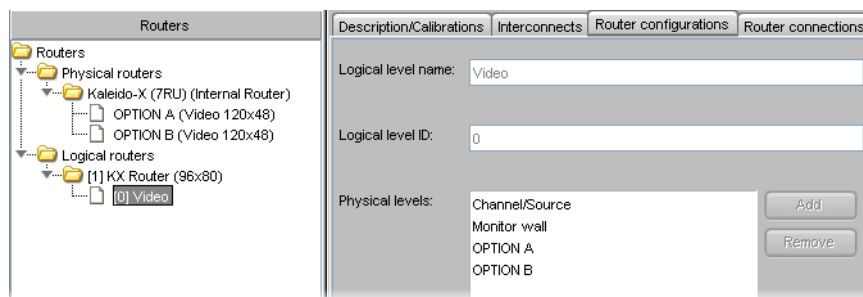 Routers
Routers
Physical routers
Kaleido-X (7RU) (Internal Router)
OPTION A (Video 120x48)
OPTION B (Video 120x48)
Logical routers
[1] KX Router (96x80)
[0] Video
Description/Calibrations Interconnects Router configurations Router connections
Logical level name: Video
Logical level ID: 0
Physical levels: Channel/Source
Monitor wall
OPTION A
OPTION B
Add
Remove